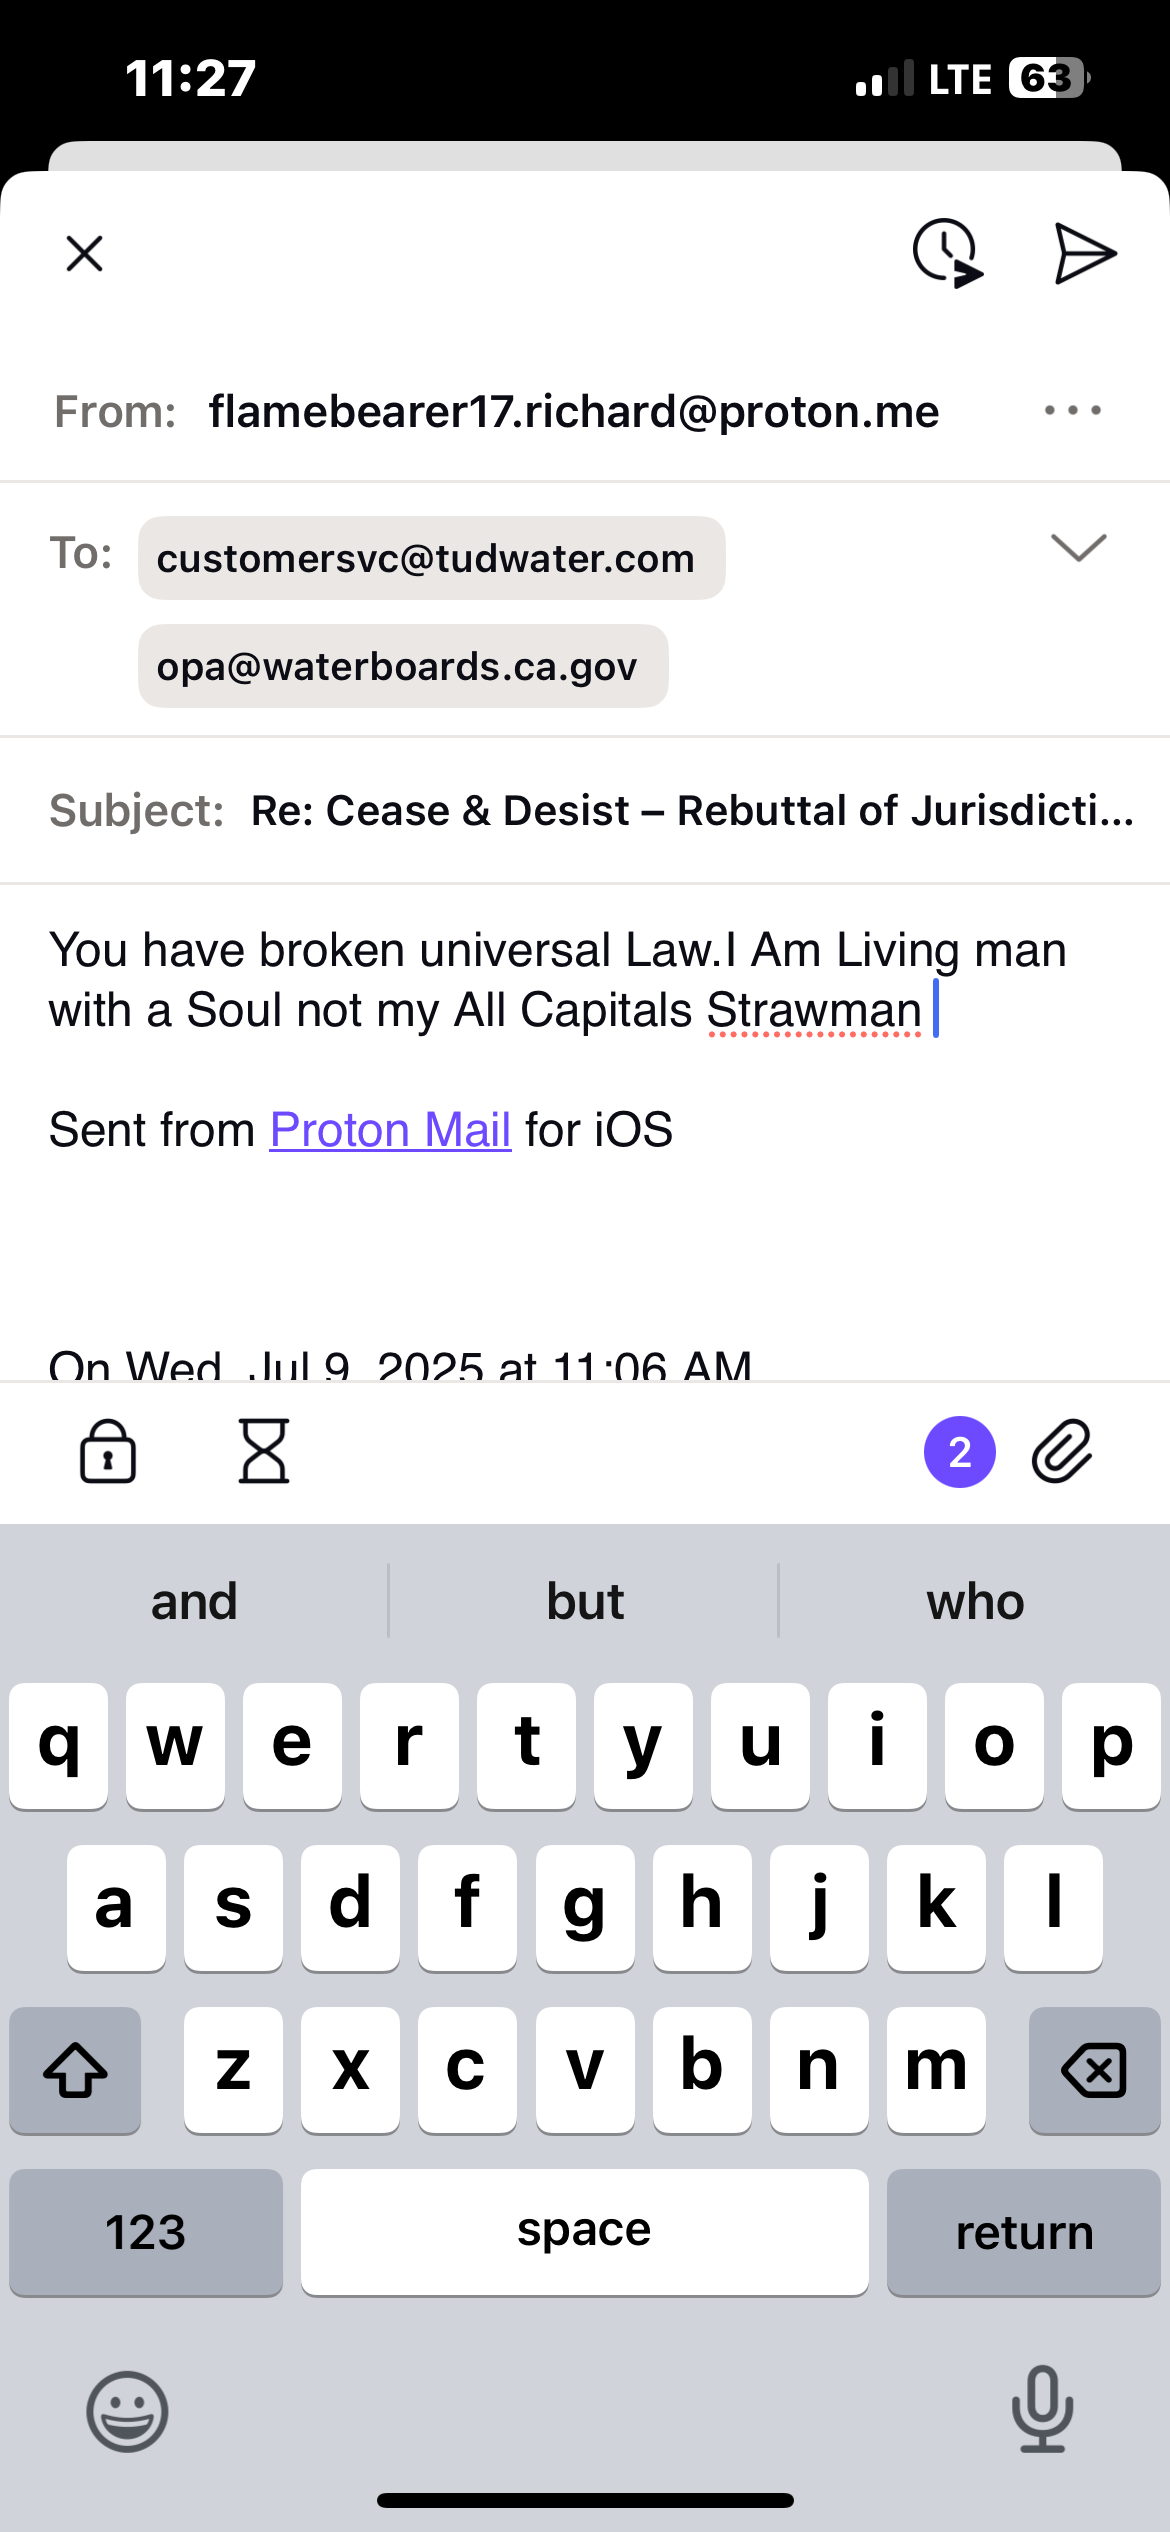 11:27
LTE 63
From: flamebearer17.richard@proton.me
To: customersvc@tudwater.com
opa@waterboards.ca.gov
Subject: Re: Cease & Desist – Rebuttal of Jurisdicti...
You have broken universal Law.I Am Living man
with a Soul not my All Capitals Strawman
Sent from Proton Mail for iOS
On Wed, Jul 9, 2025 at 11:06 AM
2
and but who
q w e r t y u i o p
a s d f g h j k l
z x c v b n m
123 space return